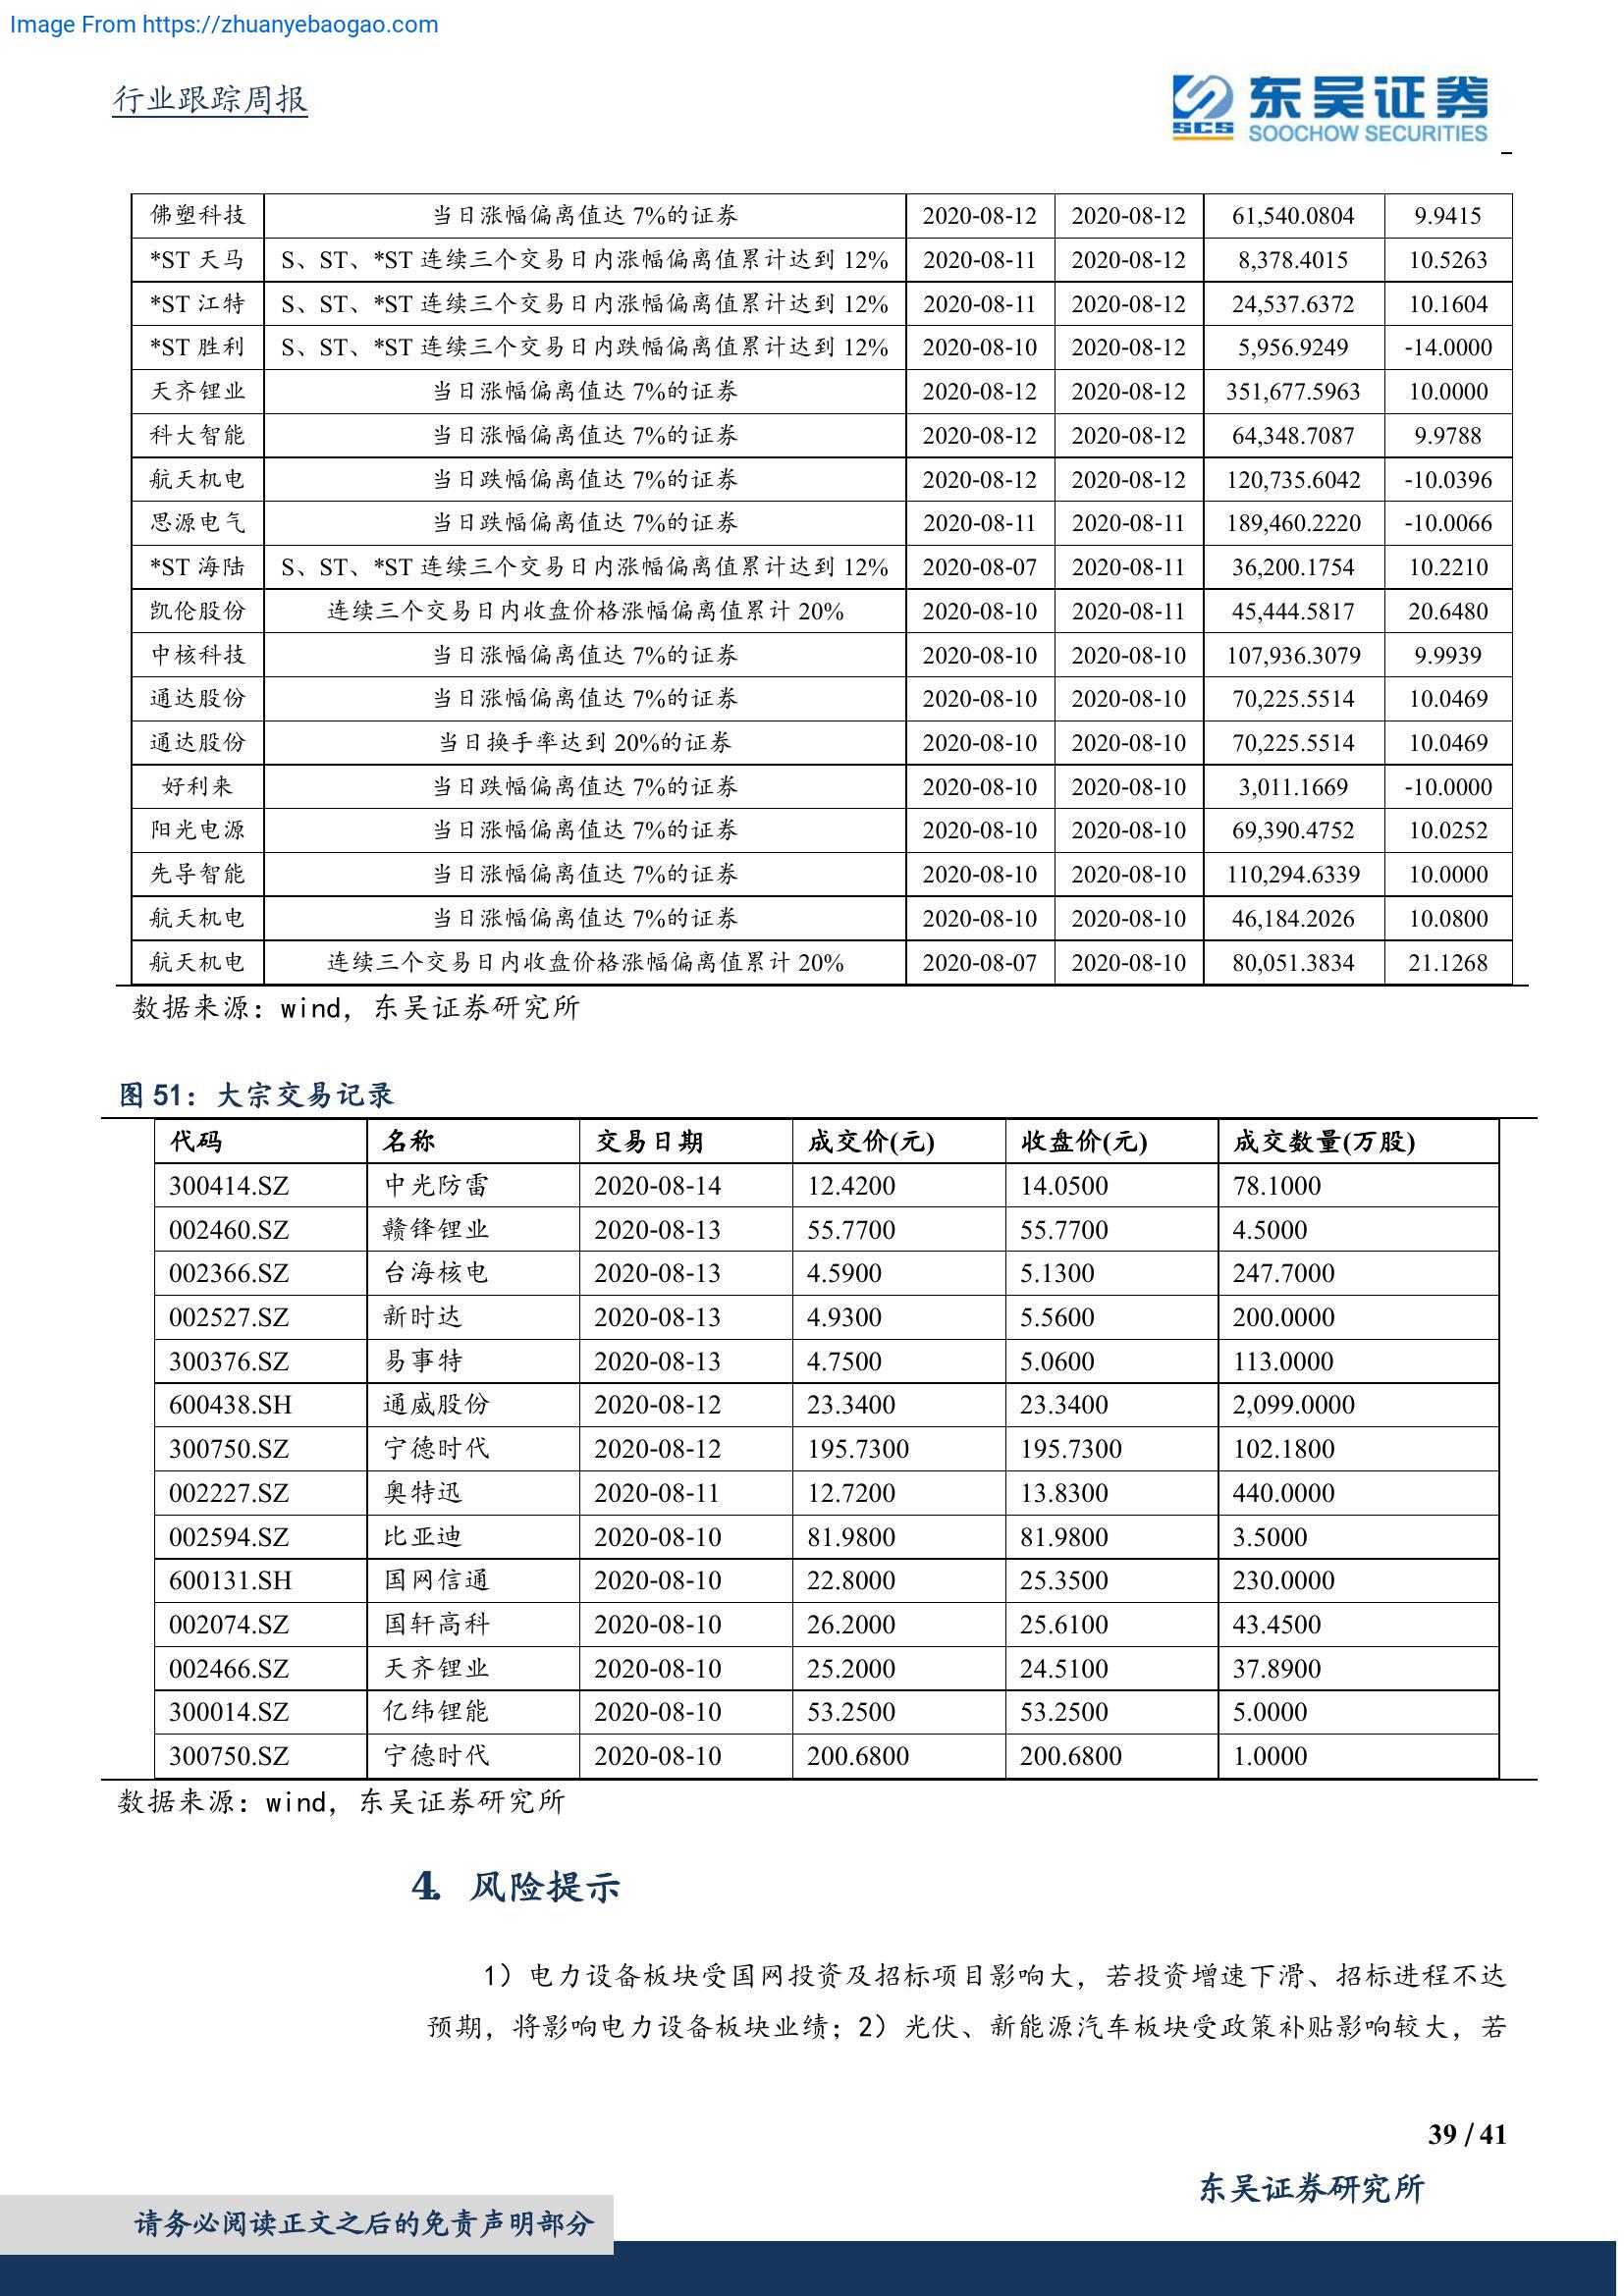 Image From https://zhuanyebaogao.com
行业跟踪周报
东吴证券
SCS
SOOCHOW SECURITIES
佛塑科技 当日涨幅偏离值达 7%的证券 2020-08-12 2020-08-12 61,540.0804 9.9415
*ST 天马 S、ST、*ST 连续三个交易日内涨幅偏离值累计达到 12% 2020-08-11 2020-08-12 8,378.4015 10.5263
*ST 江特 S、ST、*ST 连续三个交易日内涨幅偏离值累计达到 12% 2020-08-11 2020-08-12 24,537.6372 10.1604
*ST 胜利 S、ST、*ST 连续三个交易日内跌幅偏离值累计达到 12% 2020-08-10 2020-08-12 5,956.9249 -14.0000
天齐锂业 当日涨幅偏离值达 7%的证券 2020-08-12 2020-08-12 351,677.5963 10.0000
科大智能 当日涨幅偏离值达 7%的证券 2020-08-12 2020-08-12 64,348.7087 9.9788
航天机电 当日跌幅偏离值达 7%的证券 2020-08-12 2020-08-12 120,735.6042 -10.0396
思源电气 当日跌幅偏离值达 7%的证券 2020-08-11 2020-08-11 189,460.2220 -10.0066
*ST 海陆 S、ST、*ST 连续三个交易日内涨幅偏离值累计达到 12% 2020-08-07 2020-08-11 36,200.1754 10.2210
凯伦股份 连续三个交易日内收盘价格涨幅偏离值累计 20% 2020-08-10 2020-08-11 45,444.5817 20.6480
中核科技 当日涨幅偏离值达 7%的证券 2020-08-10 2020-08-10 107,936.3079 9.9939
通达股份 当日涨幅偏离值达 7%的证券 2020-08-10 2020-08-10 70,225.5514 10.0469
通达股份 当日换手率达到 20%的证券 2020-08-10 2020-08-10 70,225.5514 10.0469
好利来 当日跌幅偏离值达 7%的证券 2020-08-10 2020-08-10 3,011.1669 -10.0000
阳光电源 当日涨幅偏离值达 7%的证券 2020-08-10 2020-08-10 69,390.4752 10.0252
先导智能 当日涨幅偏离值达 7%的证券 2020-08-10 2020-08-10 110,294.6339 10.0000
航天机电 当日涨幅偏离值达 7%的证券 2020-08-10 2020-08-10 46,184.2026 10.0800
航天机电 连续三个交易日内收盘价格涨幅偏离值累计 20% 2020-08-07 2020-08-10 80,051.3834 21.1268
数据来源：wind，东吴证券研究所
图 51：大宗交易记录
代码 名称 交易日期 成交价(元) 收盘价(元) 成交数量(万股)
300414.SZ 中光防雷 2020-08-14 12.4200 14.0500 78.1000
002460.SZ 赣锋锂业 2020-08-13 55.7700 55.7700 4.5000
002366.SZ 台海核电 2020-08-13 4.5900 5.1300 247.7000
002527.SZ 新时达 2020-08-13 4.9300 5.5600 200.0000
300376.SZ 易事特 2020-08-13 4.7500 5.0600 113.0000
600438.SH 通威股份 2020-08-12 23.3400 23.3400 2,099.0000
300750.SZ 宁德时代 2020-08-12 195.7300 195.7300 102.1800
002227.SZ 奥特迅 2020-08-11 12.7200 13.8300 440.0000
002594.SZ 比亚迪 2020-08-10 81.9800 81.9800 3.5000
600131.SH 国网信通 2020-08-10 22.8000 25.3500 230.0000
002074.SZ 国轩高科 2020-08-10 26.2000 25.6100 43.4500
002466.SZ 天齐锂业 2020-08-10 25.2000 24.5100 37.8900
300014.SZ 亿纬锂能 2020-08-10 53.2500 53.2500 5.0000
300750.SZ 宁德时代 2020-08-10 200.6800 200.6800 1.0000
数据来源：wind，东吴证券研究所
4. 风险提示
1）电力设备板块受国网投资及招标项目影响大，若投资增速下滑、招标进程不达
预期，将影响电力设备板块业绩；2）光伏、新能源汽车板块受政策补贴影响较大，若
39 / 41
东吴证券研究所
请务必阅读正文之后的免责声明部分